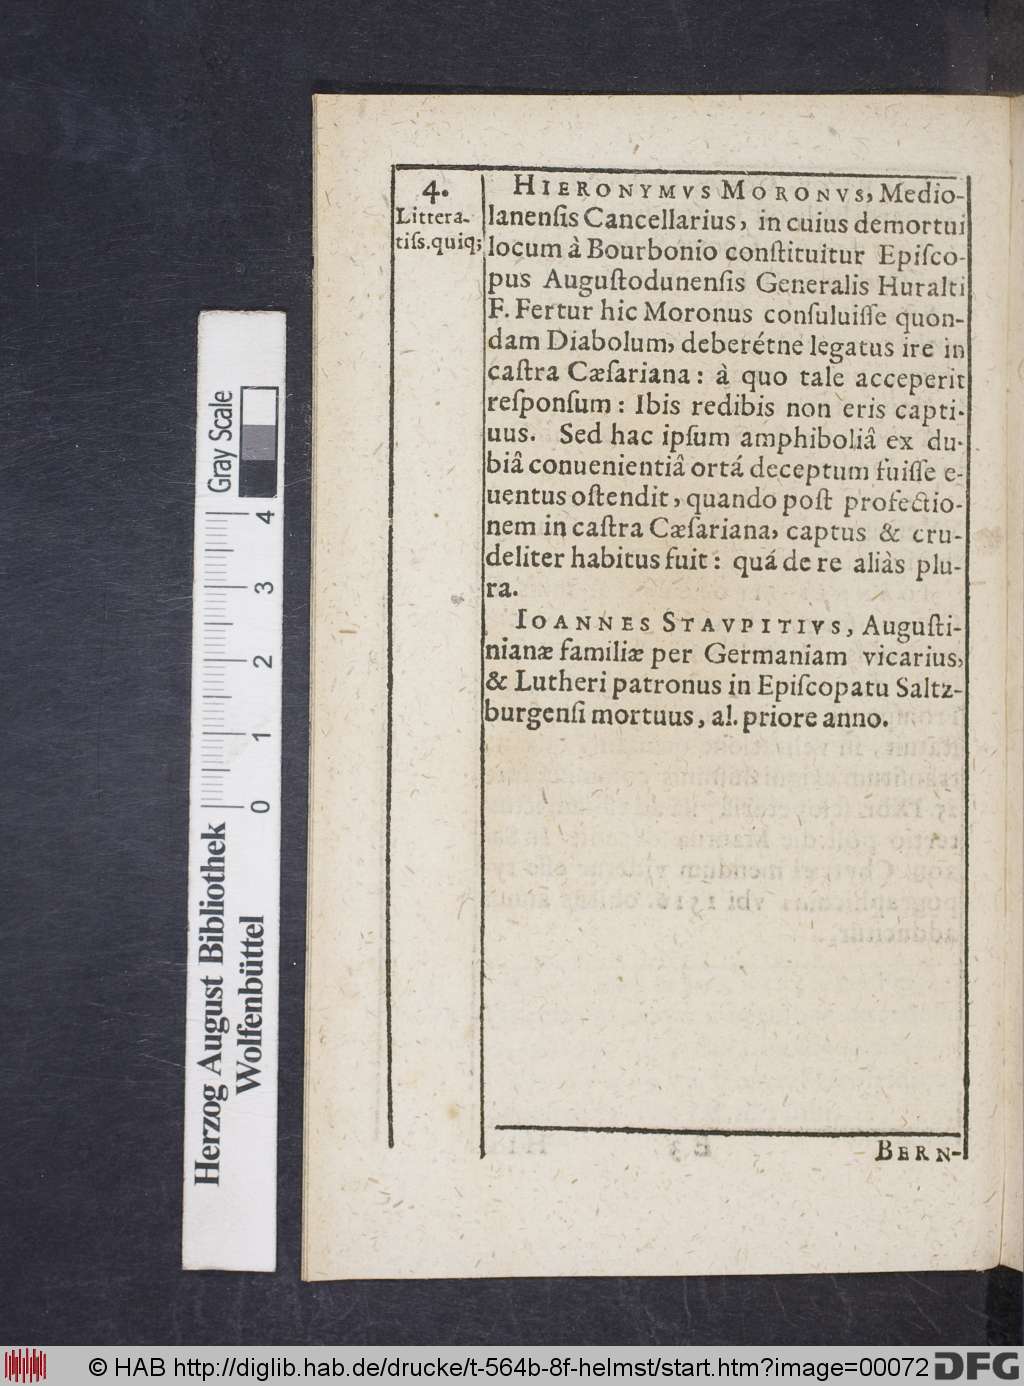 4.
Littera-
tiſs.quiq;
HIERONYMVS MORONVS, Medio-
lanenſis Cancellarius, in cuius demortui
locum à Bourbonio conſtituitur Epiſco-
pus Auguſtodunenſis Generalis Huralti
F. Fertur hic Moronus conſuluiſſe quon-
dam Diabolum, deberétne legatus ire in
caſtra Cæſariana: à quo tale acceperit
reſponſum: Ibis redibis non eris capti-
uus. Sed hac ipſum amphiboliâ ex du-
biâ conuenientiâ ortá deceptum fuiſſe e-
uentus oſtendit, quando poſt profectio-
nem in caſtra Cæſariana, captus & cru-
deliter habitus fuit: quá de re aliàs plu-
ra.
IOANNES STAVPITIVS, Auguſti-
nianæ familiæ per Germaniam vicarius,
& Lutheri patronus in Epiſcopatu Saltz-
burgenſi mortuus, al. priore anno.
BERN-
Gray Scale
4
3
2
1
0
Herzog August Bibliothek
Wolfenbüttel
© HAB http://diglib.hab.de/drucke/t-564b-8f-helmst/start.htm?image=00072
DFG